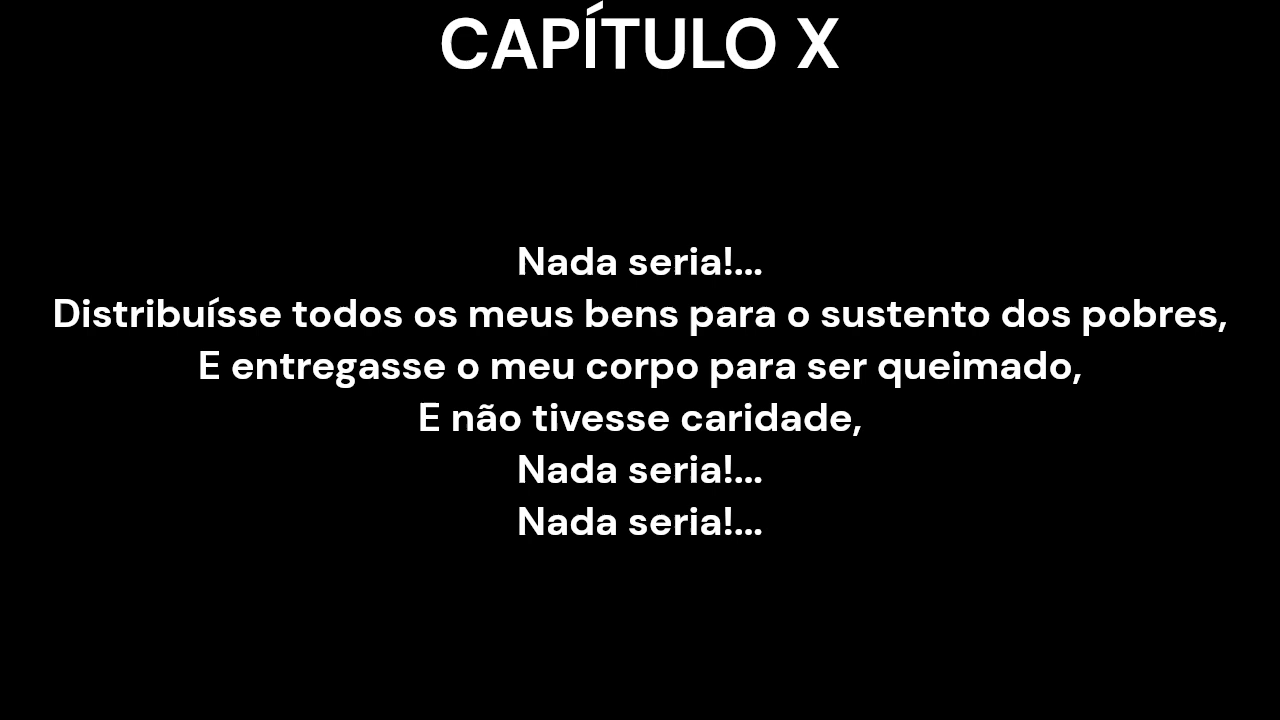 CAPÍTULO X
Nada seria!...
Distribuísse todos os meus bens para o sustento dos pobres,
E entregasse o meu corpo para ser queimado,
E não tivesse caridade,
Nada seria!...
Nada seria!...